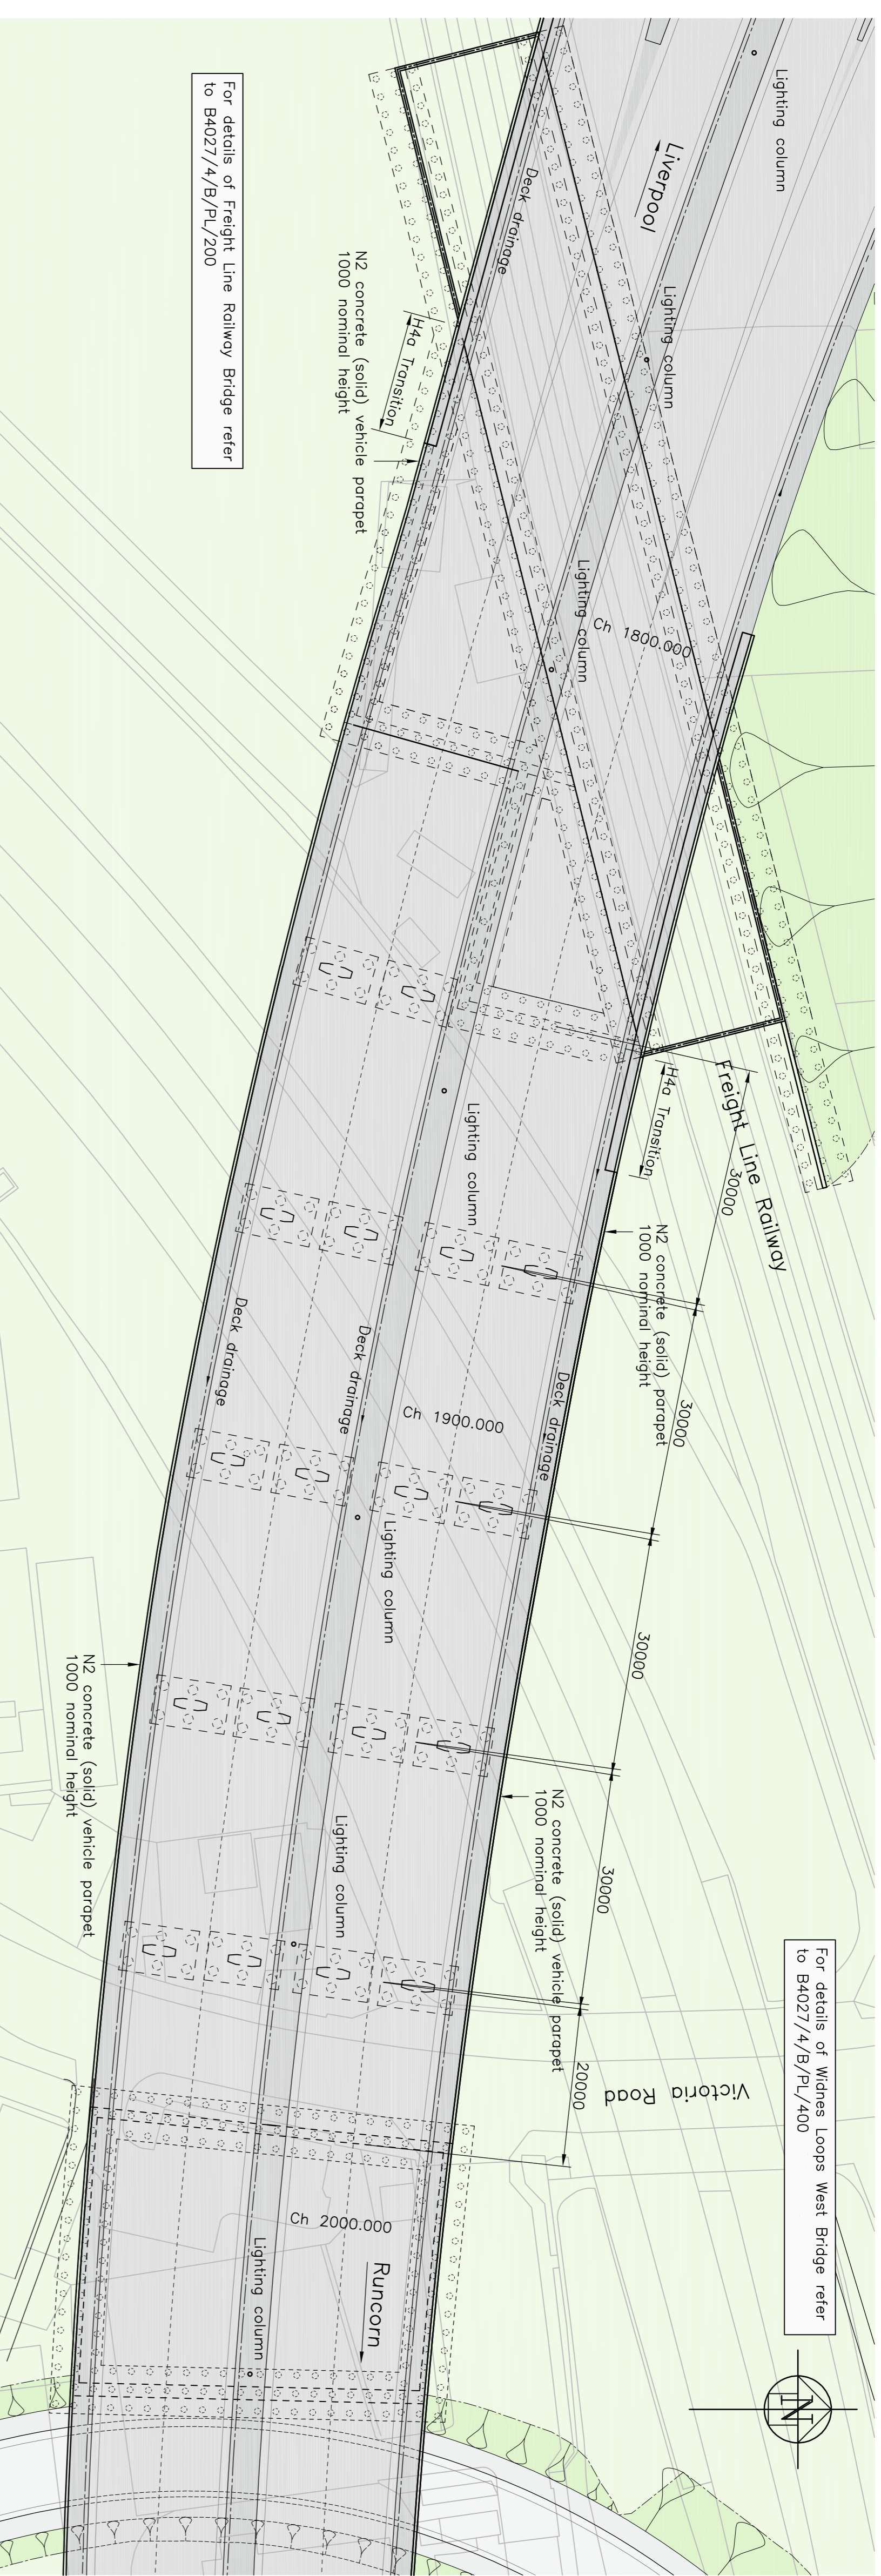 Lighting column
Liverpool
Deck drainage
For details of Freight Line Railway Bridge refer
to B4027/4/B/PL/200
N2 concrete (solid) vehicle parapet
1000 nominal height
H4a Transition
Lighting column
Lighting column
Ch 1800.000
Freight Line Railway
H4a Transition
30000
Lighting column
N2 concrete (solid) parapet
1000 nominal height
Deck drainage
Deck drainage
Deck drainage
Ch 1900.000
30000
Lighting column
30000
N2 concrete (solid) vehicle parapet
1000 nominal height
N2 concrete (solid) vehicle parapet
1000 nominal height
30000
Lighting column
20000
Victoria Road
For details of Widnes Loops West Bridge refer
to B4027/4/B/PL/400
Ch 2000.000
Lighting column
Runcorn
N